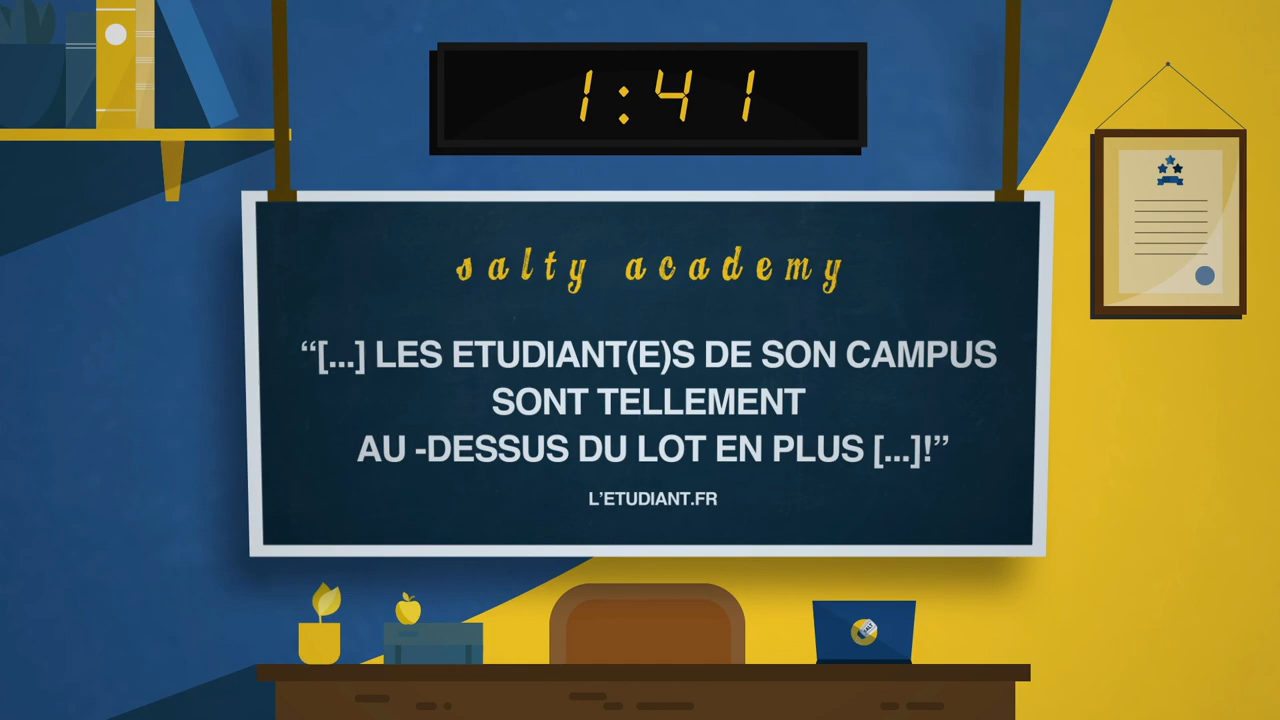 1:41
salty academy
“[...] LES ETUDIANT(E)S DE SON CAMPUS
SONT TELLEMENT
AU -DESSUS DU LOT EN PLUS [...]!”
L’ETUDIANT.FR